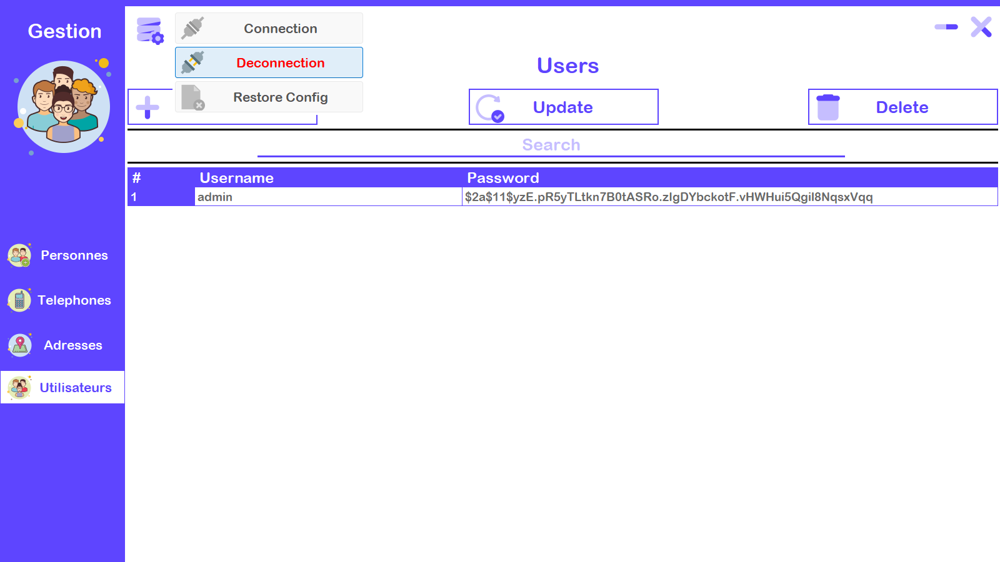 Gestion
Connection
Deconnection
Restore Config
Users
Update
Delete
Search
# Username Password
1 admin $2a$11$yzE.pR5yTLtkn7B0tASRo.zIgDYbckotF.vHWHui5Qgil8NqsxVqq
Personnes
Telephones
Adresses
Utilisateurs